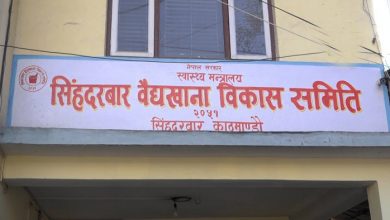 नेपाल सरकार
स्वास्थ्य मन्त्रालय
सिंहदरबार वैद्यखाना विकास समिति
२०५१
सिंहदरबार काठमाण्डौ